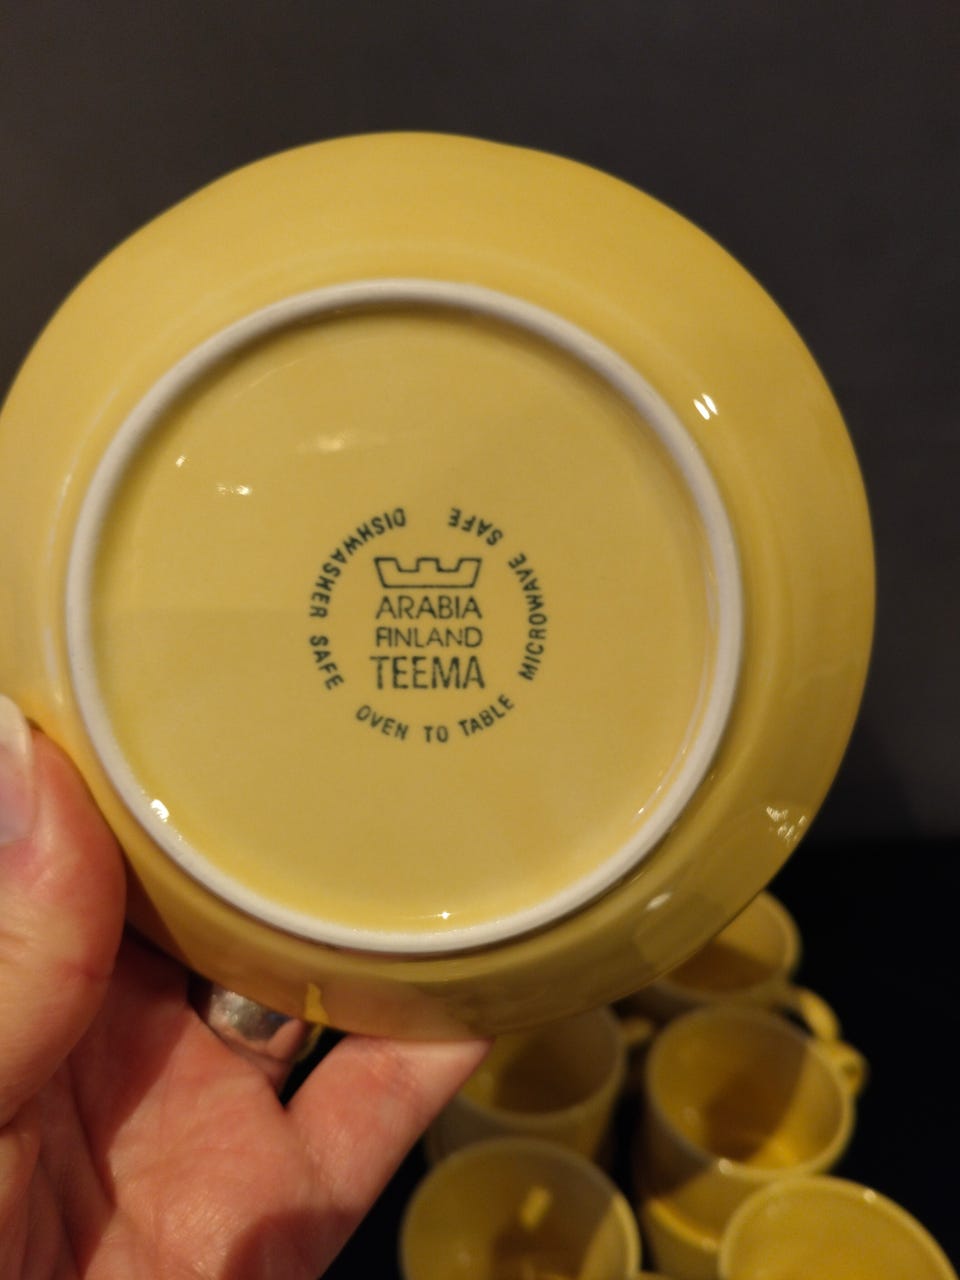 ARABIA
FINLAND
TEEMA
DISHWASHER SAFE
OVEN TO TABLE
MICROWAVE SAFE